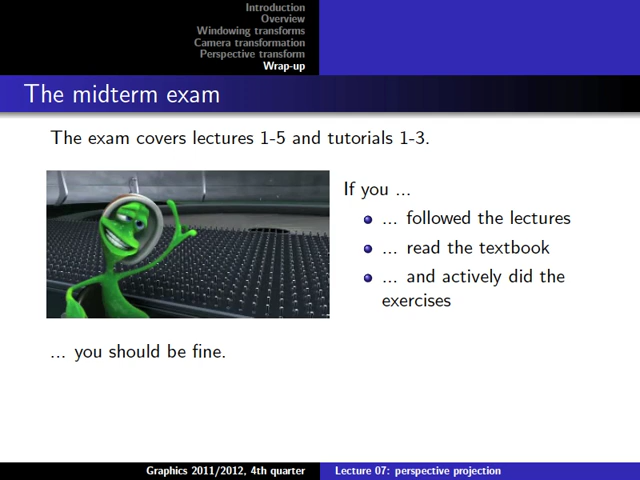 Introduction
Overview
Windowing transforms
Camera transformation
Perspective transform
Wrap-up
The midterm exam
The exam covers lectures 1-5 and tutorials 1-3.
If you ...
... followed the lectures
... read the textbook
... and actively did the
exercises
... you should be fine.
Graphics 2011/2012, 4th quarter
Lecture 07: perspective projection